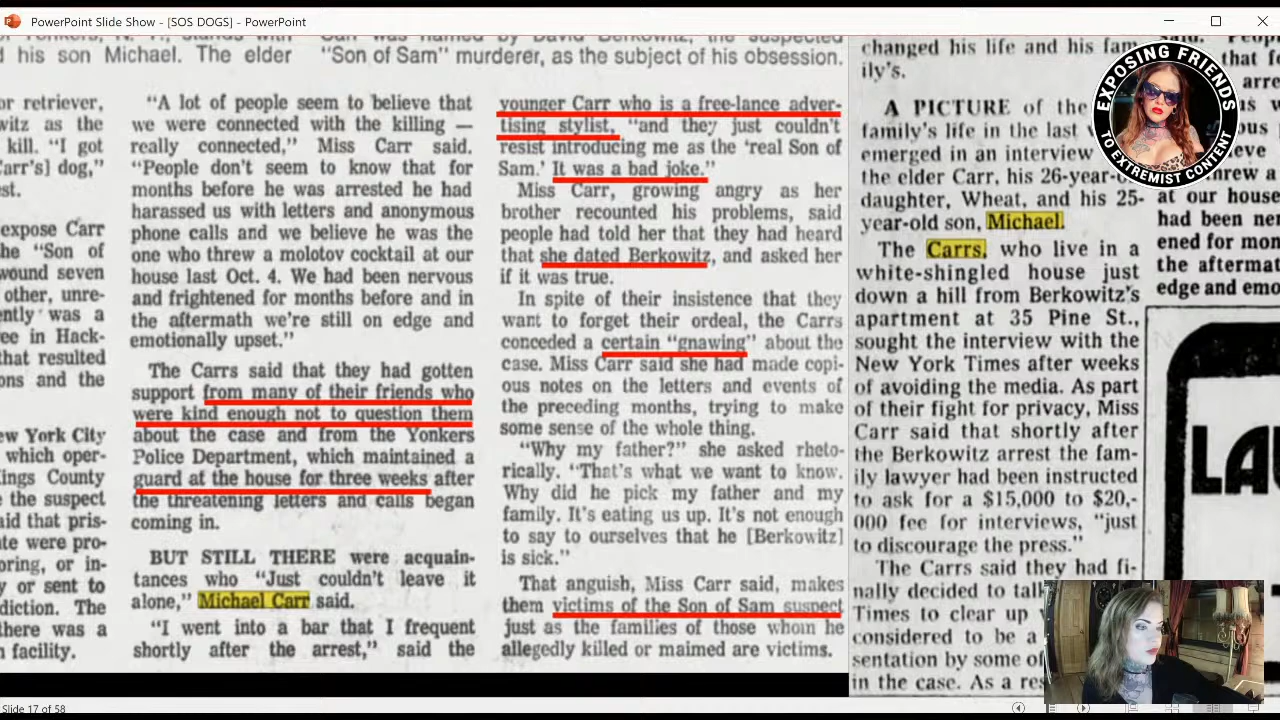 PowerPoint Slide Show - [SOS DOGS] - PowerPoint
d his son Michael. The elder
"Son of Sam" murderer, as the subject of his obsession.
or retriever,
witz as the
kill. "I got
Carr's] dog,"
est.
expose Carr
he "Son of
wound seven
other, unre-
ently was a
ee in Hack-
that resulted
ons and the
ew York City
which oper-
ings County
e the suspect
aid that pris-
ate were pro-
oring, or in-
y or sent to
diction. The
there was a
n facility.
"A lot of people seem to believe that
we were connected with the killing —
really connected," Miss Carr said.
"People don't seem to know that for
months before he was arrested he had
harassed us with letters and anonymous
phone calls and we believe he was the
one who threw a molotov cocktail at our
house last Oct. 4. We had been nervous
and frightened for months before and in
the aftermath we're still on edge and
emotionally upset."
The Carrs said that they had gotten
support from many of their friends who
were kind enough not to question them
about the case and from the Yonkers
Police Department, which maintained a
guard at the house for three weeks after
the threatening letters and calls began
coming in.
BUT STILL THERE were acquain-
tances who "Just couldn't leave it
alone," Michael Carr said.
"I went into a bar that I frequent
shortly after the arrest," said the
younger Carr who is a free-lance adver-
tising stylist, "and they just couldn't
resist introducing me as the 'real Son of
Sam.' It was a bad joke."
Miss Carr, growing angry as her
brother recounted his problems, said
people had told her that they had heard
that she dated Berkowitz, and asked her
if it was true.
In spite of their insistence that they
want to forget their ordeal, the Carrs
conceded a certain "gnawing" about the
case. Miss Carr said she had made copi-
ous notes on the letters and events of
the preceding months, trying to make
some sense of the whole thing.
"Why my father?" she asked rheto-
rically. "That's what we want to know.
Why did he pick my father and my
family. It's eating us up. It's not enough
to say to ourselves that he [Berkowitz]
is sick."
That anguish, Miss Carr said, makes
them victims of the Son of Sam suspect
just as the families of those whom he
allegedly killed or maimed are victims.
changed his life and his fam-
ily's.
A PICTURE of the
family's life in the last
emerged in an interview
the elder Carr, his 26-year-
daughter, Wheat, and his 25-
year-old son, Michael.
The Carrs, who live in a
white-shingled house just
down a hill from Berkowitz's
apartment at 35 Pine St.,
sought the interview with the
New York Times after weeks
of avoiding the media. As part
of their fight for privacy, Miss
Carr said that shortly after
the Berkowitz arrest the fam-
ily lawyer had been instructed
to ask for a $15,000 to $20,-
000 fee for interviews, "just
to discourage the press."
The Carrs said they had fi-
nally decided to talk
Times to clear up
considered to be a
sentation by some of
in the case. As a res
that fo
arre
threw a
at our house
had been ner
ened for mon
the aftermat
edge and emo
EXPOSING FRIENDS
TO EXTREMIST CONTENT
LAW
Slide 17 of 58